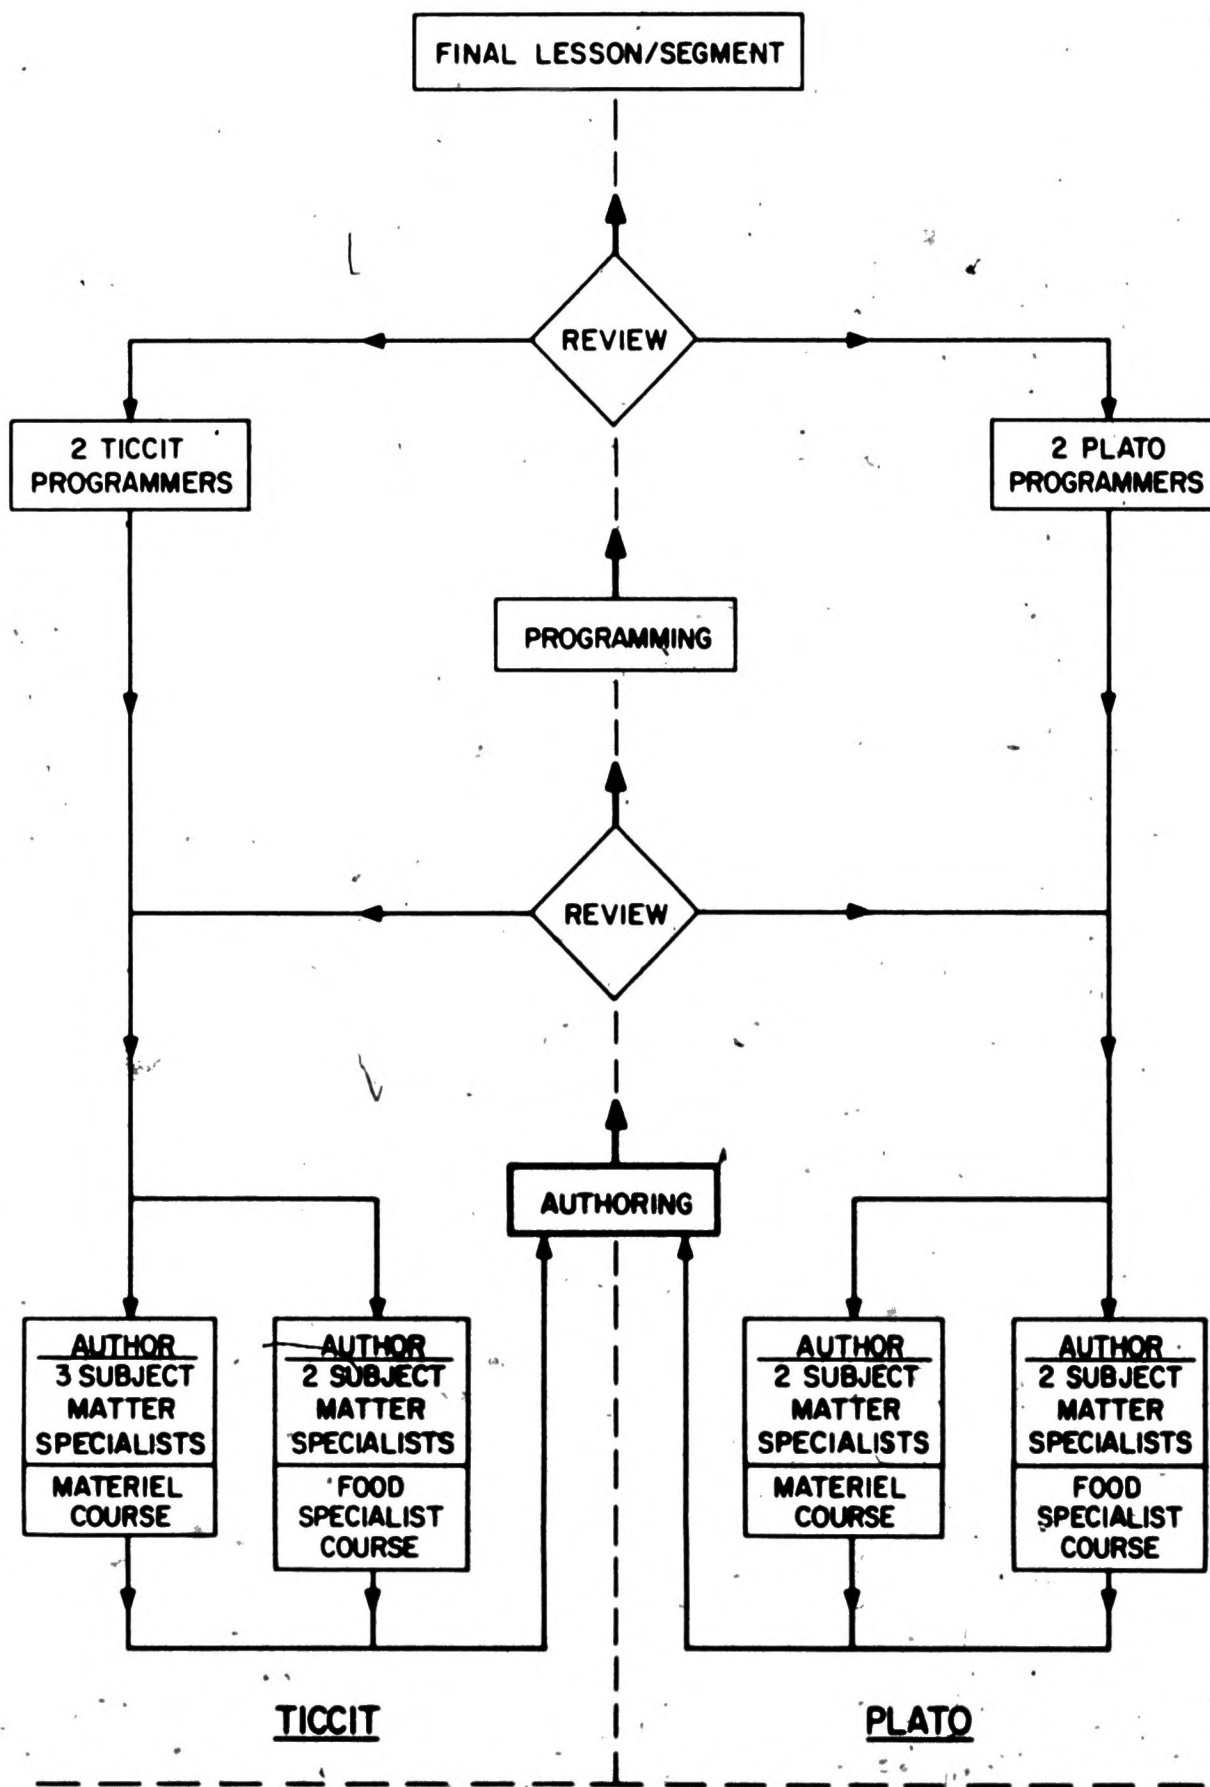 FINAL LESSON/SEGMENT
REVIEW
2 TICCIT
PROGRAMMERS
2 PLATO
PROGRAMMERS
PROGRAMMING
REVIEW
AUTHORING
AUTHOR
3 SUBJECT
MATTER
SPECIALISTS
MATERIEL
COURSE
AUTHOR
2 SUBJECT
MATTER
SPECIALISTS
FOOD
SPECIALIST
COURSE
AUTHOR
2 SUBJECT
MATTER
SPECIALISTS
MATERIEL
COURSE
AUTHOR
2 SUBJECT
MATTER
SPECIALISTS
FOOD
SPECIALIST
COURSE
TICCIT
PLATO